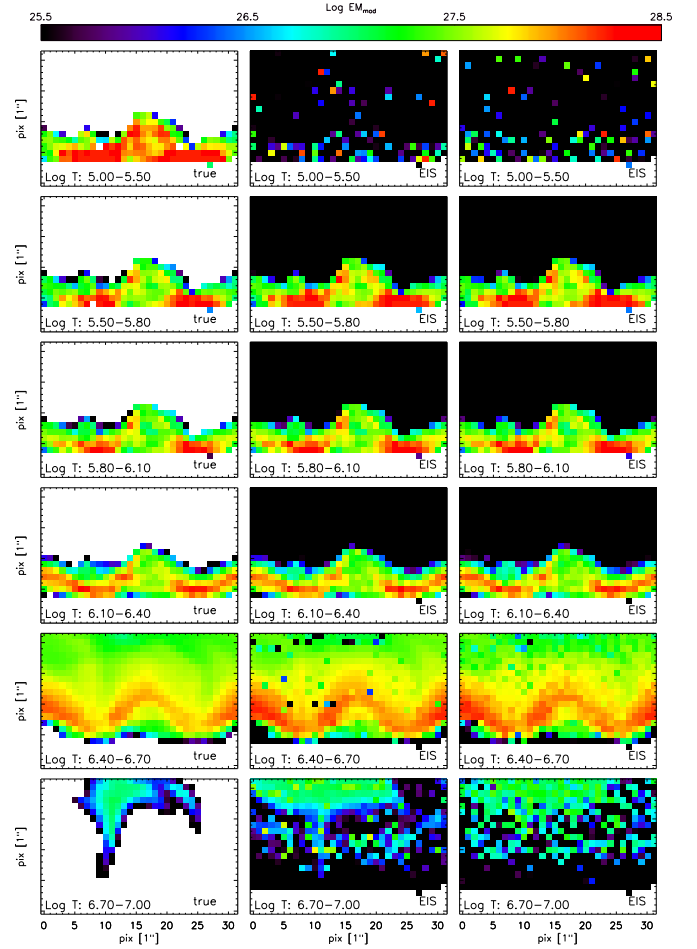 Log EM_mod
25.5 26.5 27.5 28.5
pix [1"]
Log T: 5.00−5.50 true
Log T: 5.00−5.50 EIS
Log T: 5.00−5.50 EIS
pix [1"]
Log T: 5.50−5.80 true
Log T: 5.50−5.80 EIS
Log T: 5.50−5.80 EIS
pix [1"]
Log T: 5.80−6.10 true
Log T: 5.80−6.10 EIS
Log T: 5.80−6.10 EIS
pix [1"]
Log T: 6.10−6.40 true
Log T: 6.10−6.40 EIS
Log T: 6.10−6.40 EIS
pix [1"]
Log T: 6.40−6.70 true
Log T: 6.40−6.70 EIS
Log T: 6.40−6.70 EIS
pix [1"]
Log T: 6.70−7.00 true
Log T: 6.70−7.00 EIS
Log T: 6.70−7.00 EIS
0 5 10 15 20 25 30
0 5 10 15 20 25 30
0 5 10 15 20 25 30
pix [1"]
pix [1"]
pix [1"]